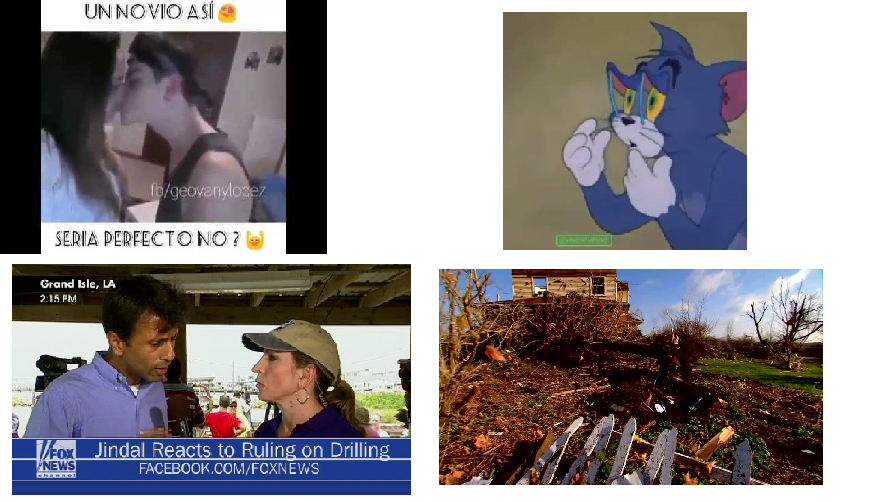 UN NOVIO ASÍ
fb/geovanylopez
SERIA PERFECTO NO ?
Grand Isle, LA
2:15 PM
FOX
NEWS
channel
Jindal Reacts to Ruling on Drilling
FACEBOOK.COM/FOXNEWS